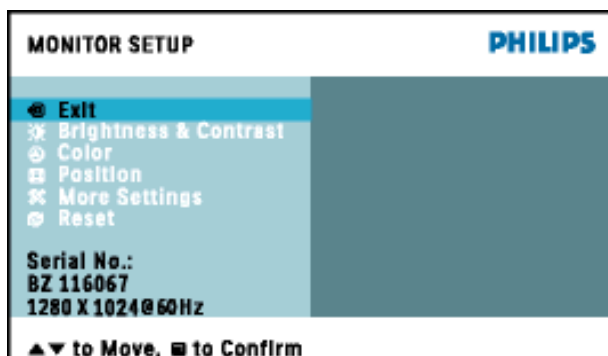 MONITOR SETUP
PHILIPS
Exit
Brightness & Contrast
Color
Position
More Settings
Reset
Serial No.:
BZ 116067
1280 X 1024@60Hz
▲▼ to Move, to Confirm